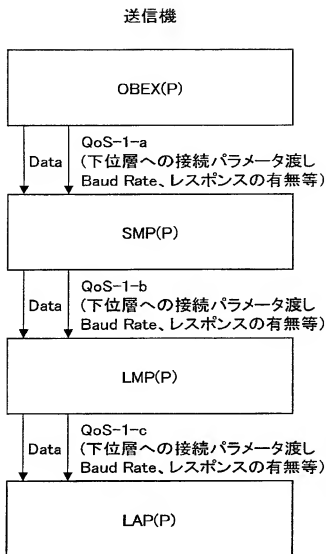 送信機
OBEX(P)
Data
QoS-1-a
(下位層への接続パラメータ渡し
Baud Rate、レスポンスの有無等)
SMP(P)
Data
QoS-1-b
(下位層への接続パラメータ渡し
Baud Rate、レスポンスの有無等)
LMP(P)
Data
QoS-1-c
(下位層への接続パラメータ渡し
Baud Rate、レスポンスの有無等)
LAP(P)